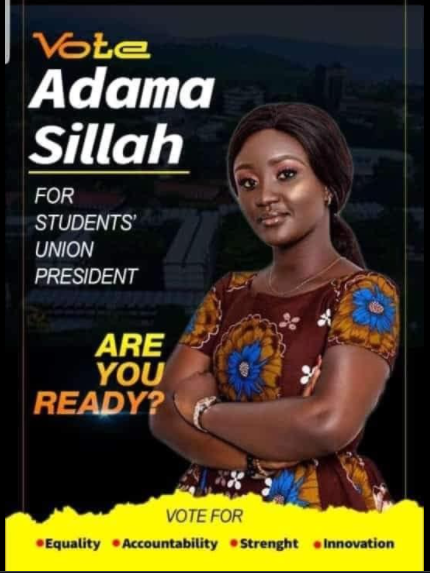 Vote
Adama
Sillah
FOR
STUDENTS'
UNION
PRESIDENT
ARE
YOU
READY?
VOTE FOR
•Equality •Accountability •Strenght •Innovation